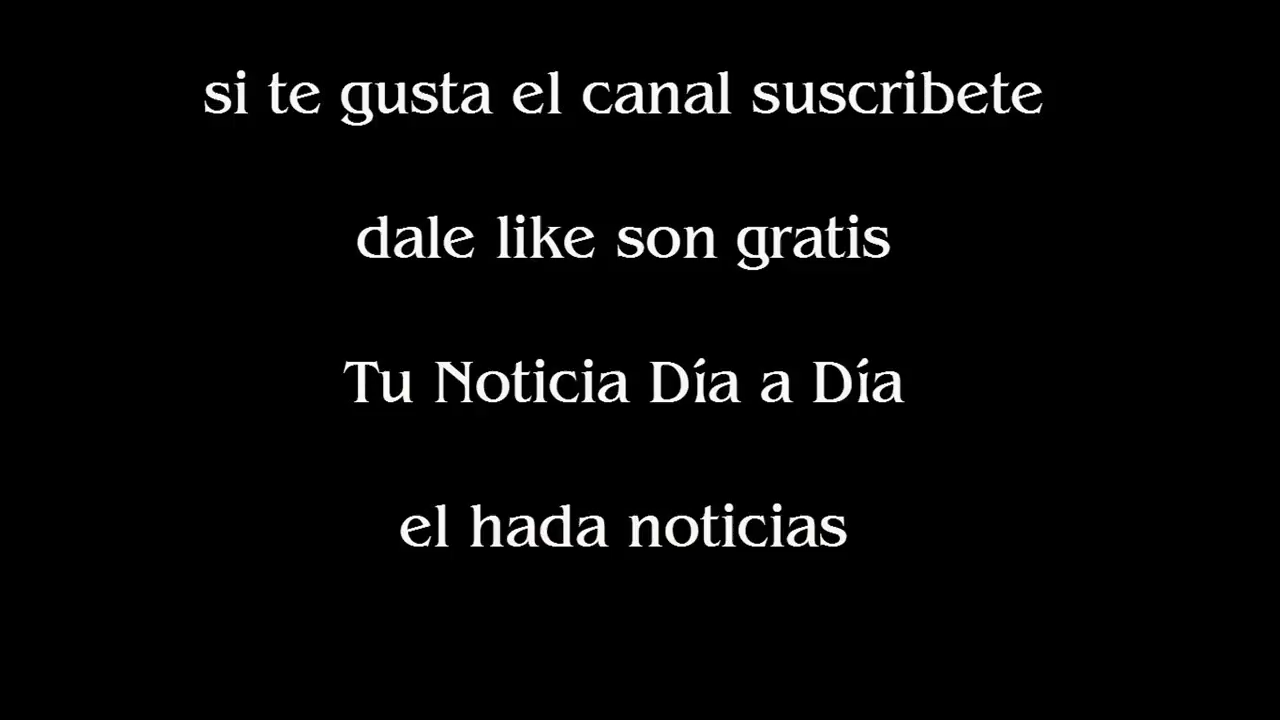 si te gusta el canal suscribete
dale like son gratis
Tu Noticia Día a Día
el hada noticias